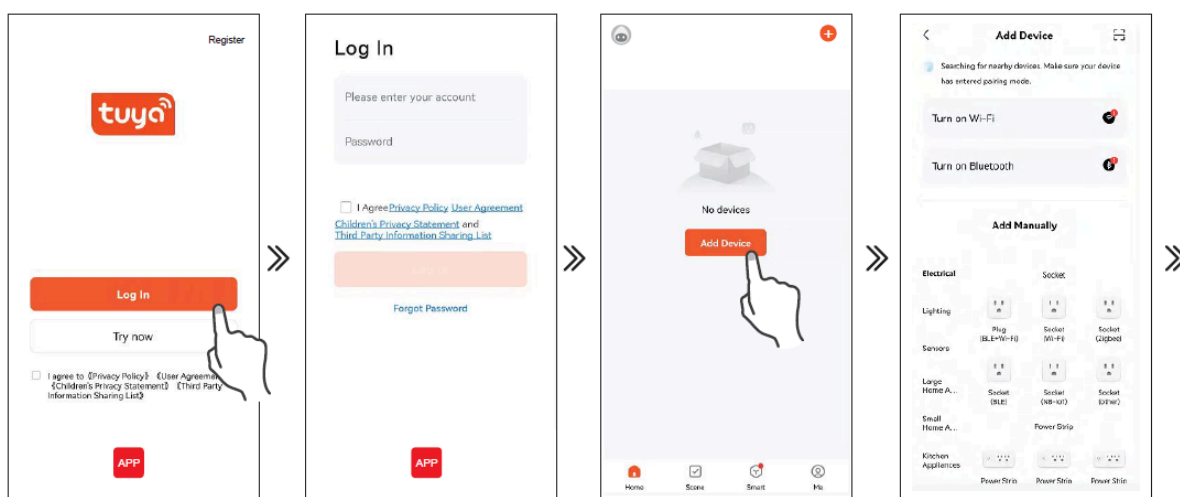 Register
tuya
Log In
Try now
I agree to 《Privacy Policy》 《User Agreement
《Children's Privacy Statement》 《Third Party
Information Sharing List》
APP
Log In
Please enter your account
Password
I Agree Privacy Policy User Agreement
Children's Privacy Statement and
Third Party Information Sharing List
Log In
Forgot Password
APP
No devices
Add Device
Home
Scene
Smart
Me
Add Device
Searching for nearby devices. Make sure your device
has entered pairing mode.
Turn on Wi-Fi
Turn on Bluetooth
Add Manually
Electrical
Lighting
Sensors
Large
Home A...
Small
Home A...
Kitchen
Appliances
Socket
Plug
(BLE+Wi-Fi)
Socket
(Wi-Fi)
Socket
(Zigbee)
Socket
(BLE)
Socket
(NB-IoT)
Socket
(other)
Power Strip
Power Strip
Power Strip
Power Strip